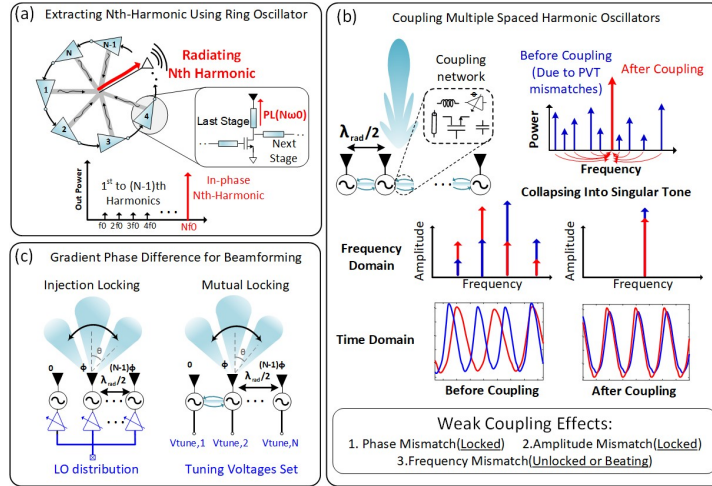 (a) Extracting Nth-Harmonic Using Ring Oscillator
N
N-1
1
2
3
4
Radiating
Nth Harmonic
Last Stage
PL(Nω0)
Next
Stage
Out Power
1st to (N-1)th
Harmonics
In-phase
Nth-Harmonic
f0 2f0 3f0 4f0
Nf0
(b) Coupling Multiple Spaced Harmonic Oscillators
Coupling
network
λrad/2
Before Coupling
(Due to PVT
mismatches)
After Coupling
Power
Frequency
Collapsing Into Singular Tone
Frequency
Domain
Amplitude
Frequency
Amplitude
Frequency
Time Domain
Before Coupling
After Coupling
Weak Coupling Effects:
1. Phase Mismatch(Locked) 2.Amplitude Mismatch(Locked)
3.Frequency Mismatch(Unlocked or Beating)
(c) Gradient Phase Difference for Beamforming
Injection Locking
θ
0
ϕ
(N-1)ϕ
λrad/2
LO distribution
Mutual Locking
θ
0
ϕ
(N-1)ϕ
λrad/2
Vtune,1 Vtune,2 Vtune,N
Tuning Voltages Set